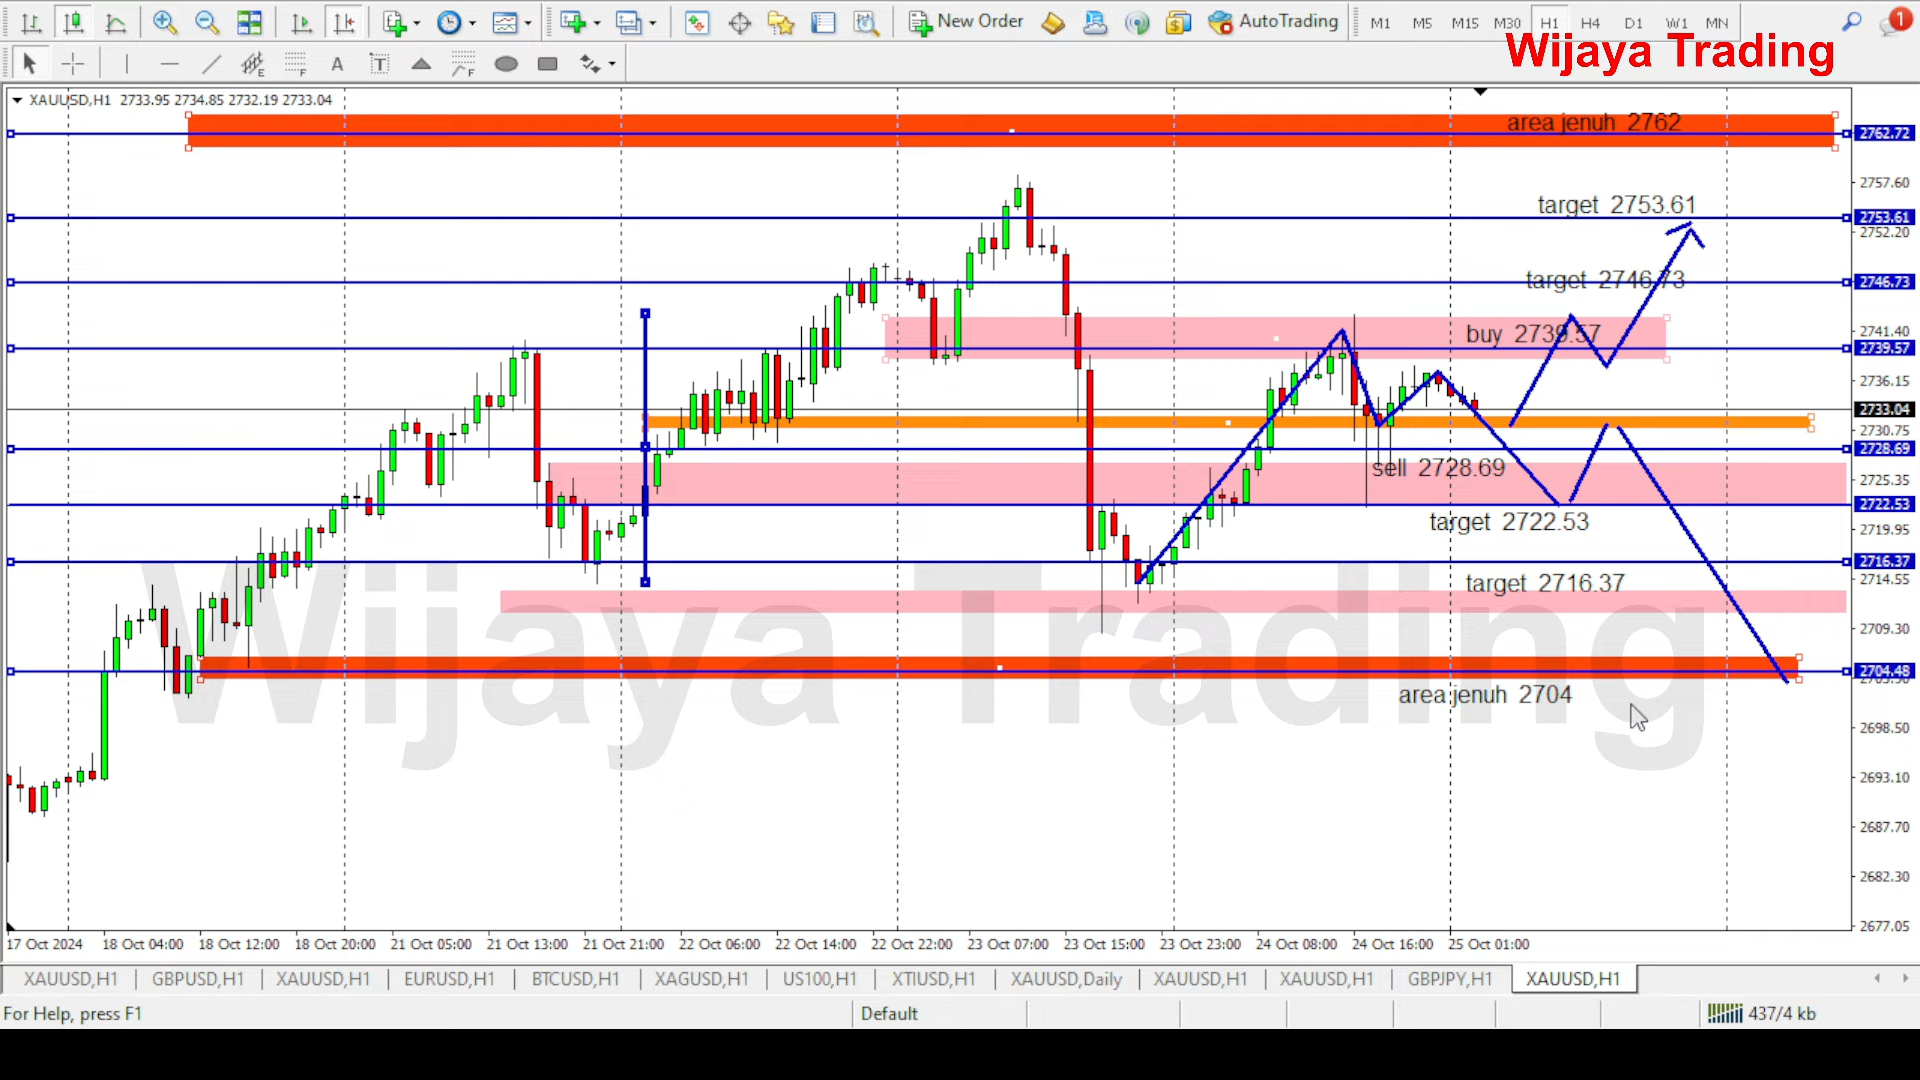 New Order AutoTrading M1 M5 M15 M30 H1 H4 D1 W1 MN 1
Wijaya Trading
E F A T F
XAUUSD,H1 2733.95 2734.85 2732.19 2733.04
area jenuh 2762
2762.72
2757.60
target 2753.61
2753.61
2752.20
target 2746.73
2746.73
buy 2739.57
2741.40
2739.57
2736.15
2733.04
2730.75
2728.69
sell 2728.69
2725.35
2722.53
target 2722.53
2719.95
2716.37
target 2716.37
2714.55
Wijaya Trading
2709.30
2704.48
area jenuh 2704
2698.50
2693.10
2687.70
2682.30
2677.05
17 Oct 2024 18 Oct 04:00 18 Oct 12:00 18 Oct 20:00 21 Oct 05:00 21 Oct 13:00 21 Oct 21:00 22 Oct 06:00 22 Oct 14:00 22 Oct 22:00 23 Oct 07:00 23 Oct 15:00 23 Oct 23:00 24 Oct 08:00 24 Oct 16:00 25 Oct 01:00
XAUUSD,H1 GBPUSD,H1 XAUUSD,H1 EURUSD,H1 BTCUSD,H1 XAGUSD,H1 US100,H1 XTIUSD,H1 XAUUSD,Daily XAUUSD,H1 XAUUSD,H1 GBPJPY,H1 XAUUSD,H1
For Help, press F1 Default 437/4 kb